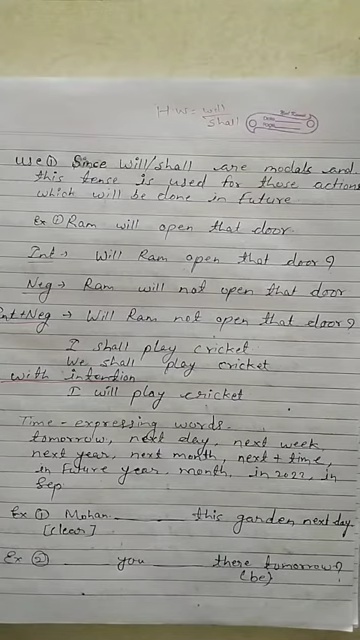 H.W = will/shall
Use ① Since will/shall are modals and
this tense is used for those actions
which will be done in future
Ex ① Ram will open that door.
Int → Will Ram open that door?
Neg → Ram will not open that door
Int+Neg → Will Ram not open that door?
I shall play cricket
We shall play cricket
with intention
I will play cricket
Time-expressing words.
tomorrow, next day, next week,
next year, next month, next + time,
in future year, month, in 2022, in
Sep
Ex ① Mohan ______ this garden next day
[clear]
Ex ② ______ you ______ there tomorrow?
(be)